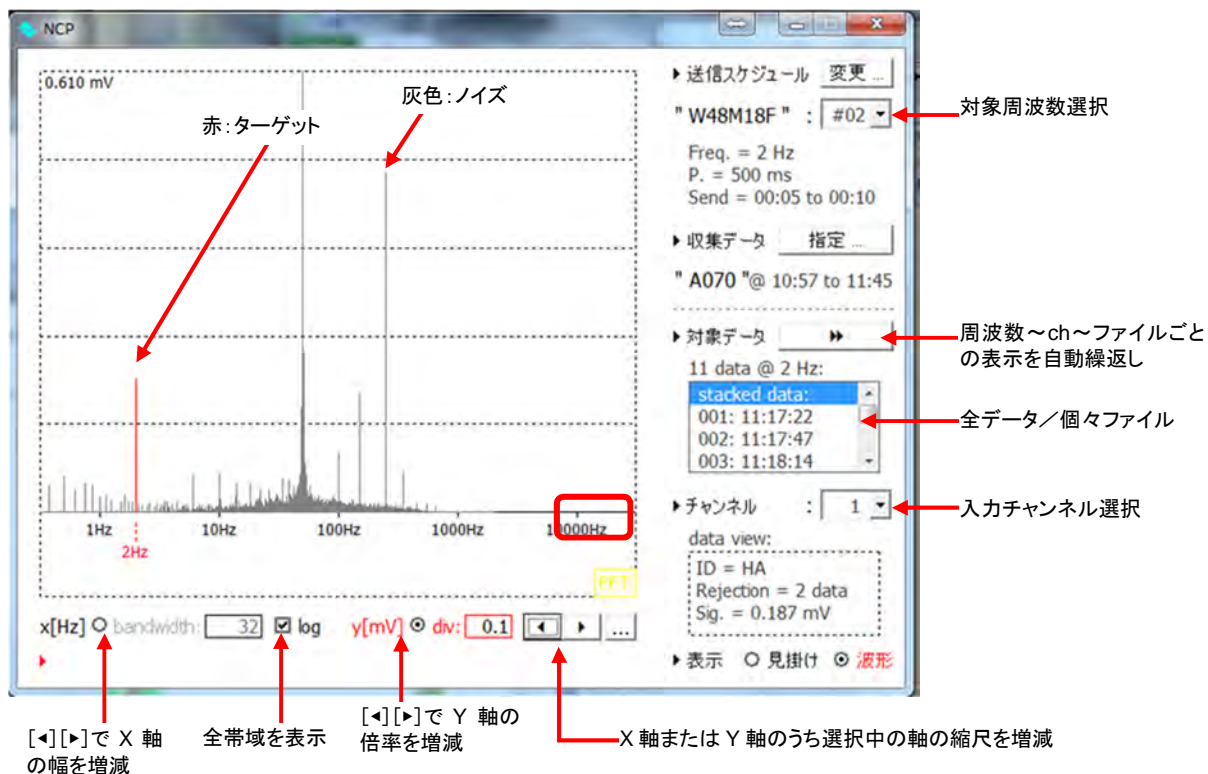 NCP
0.610 mV
赤：ターゲット
灰色：ノイズ
1Hz
10Hz
100Hz
1000Hz
10000Hz
2Hz
FFT
x[Hz] bandwidth: 32 log y[mV] div: 0.1 ...
送信スケジュール 変更 ...
" W48M18F " : #02
Freq. = 2 Hz
P. = 500 ms
Send = 00:05 to 00:10
収集データ 指定 ...
" A070 "@ 10:57 to 11:45
対象データ
11 data @ 2 Hz:
stacked data:
001: 11:17:22
002: 11:17:47
003: 11:18:14
チャンネル : 1
data view:
ID = HA
Rejection = 2 data
Sig. = 0.187 mV
表示 見掛け 波形
対象周波数選択
周波数～ch～ファイルごと
の表示を自動繰返し
全データ／個々ファイル
入力チャンネル選択
[◀][▶]で X 軸
の幅を増減
全帯域を表示
[◀][▶]で Y 軸の
倍率を増減
X 軸または Y 軸のうち選択中の軸の縮尺を増減